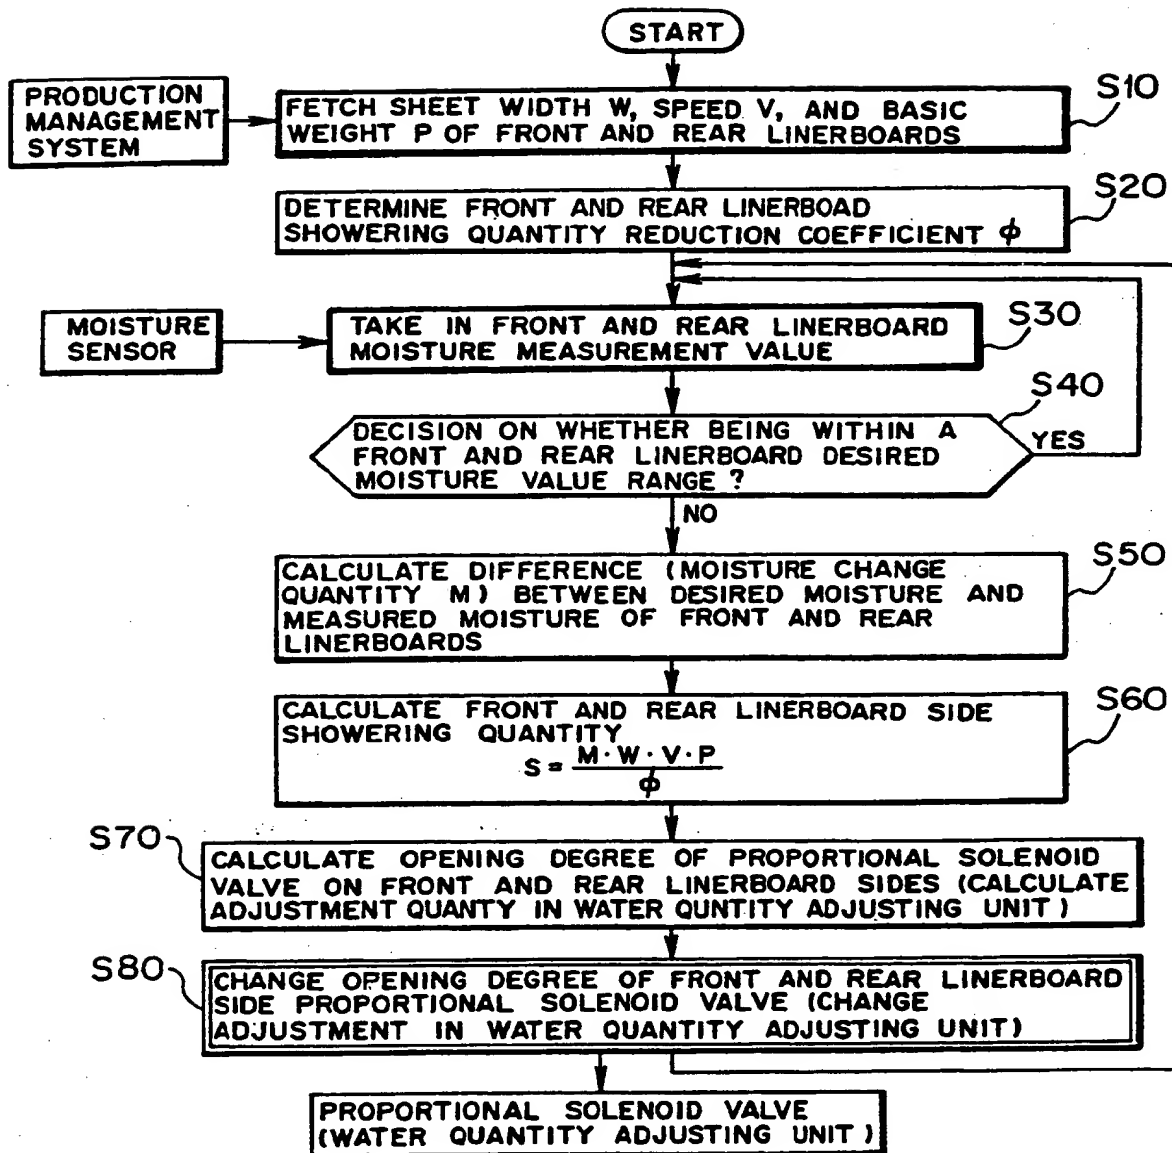 START
PRODUCTION
MANAGEMENT
SYSTEM
FETCH SHEET WIDTH W, SPEED V, AND BASIC
WEIGHT P OF FRONT AND REAR LINERBOARDS
S10
DETERMINE FRONT AND REAR LINERBOAD
SHOWERING QUANTITY REDUCTION COEFFICIENT ϕ
S20
MOISTURE
SENSOR
TAKE IN FRONT AND REAR LINERBOARD
MOISTURE MEASUREMENT VALUE
S30
DECISION ON WHETHER BEING WITHIN A
FRONT AND REAR LINERBOARD DESIRED
MOISTURE VALUE RANGE ?
S40
YES
NO
CALCULATE DIFFERENCE (MOISTURE CHANGE
QUANTITY M) BETWEEN DESIRED MOISTURE AND
MEASURED MOISTURE OF FRONT AND REAR
LINERBOARDS
S50
CALCULATE FRONT AND REAR LINERBOARD SIDE
SHOWERING QUANTITY
S = M·W·V·P / ϕ
S60
S70
CALCULATE OPENING DEGREE OF PROPORTIONAL SOLENOID
VALVE ON FRONT AND REAR LINERBOARD SIDES (CALCULATE
ADJUSTMENT QUANTY IN WATER QUNTITY ADJUSTING UNIT)
S80
CHANGE OPENING DEGREE OF FRONT AND REAR LINERBOARD
SIDE PROPORTIONAL SOLENOID VALVE (CHANGE
ADJUSTMENT IN WATER QUANTITY ADJUSTING UNIT)
PROPORTIONAL SOLENOID VALVE
(WATER QUANTITY ADJUSTING UNIT)